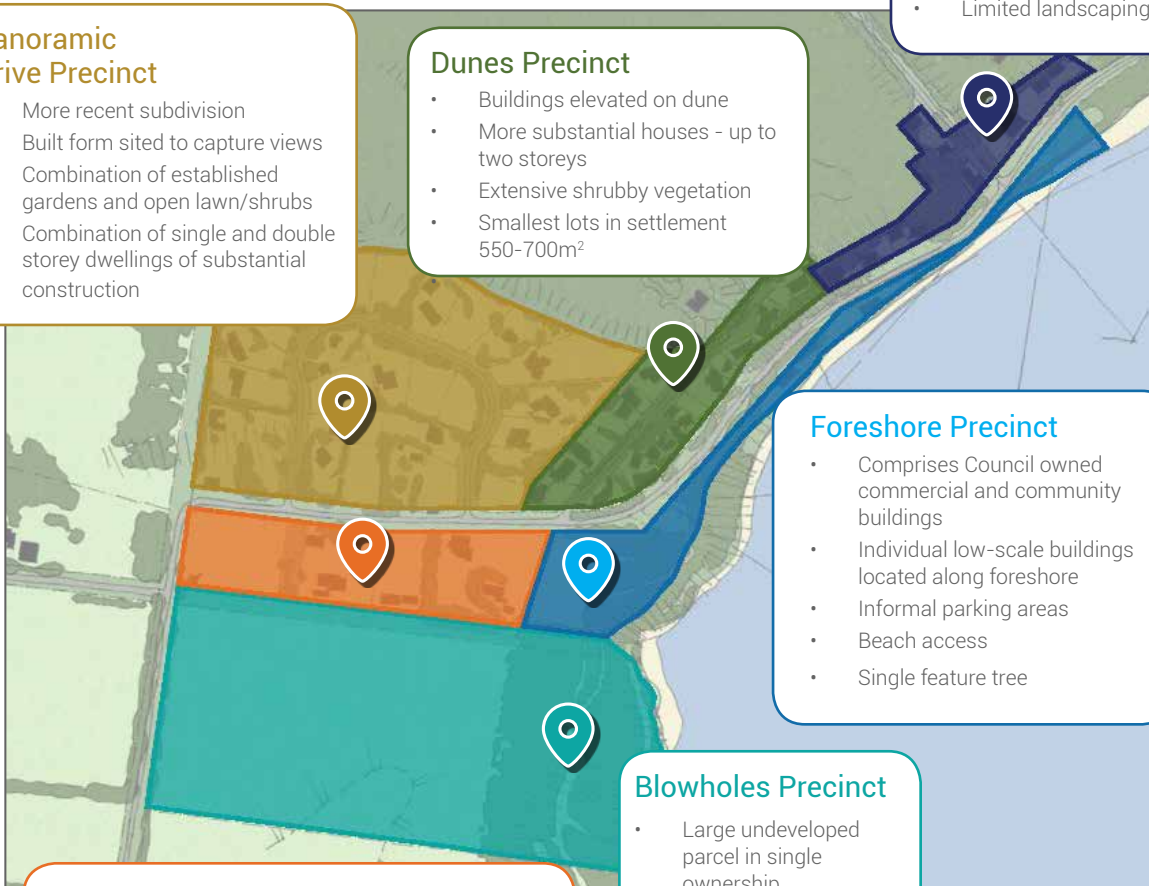 Limited landscaping
anoramic
rive Precinct
More recent subdivision
Built form sited to capture views
Combination of established
gardens and open lawn/shrubs
Combination of single and double
storey dwellings of substantial
construction
Dunes Precinct
• Buildings elevated on dune
• More substantial houses - up to
two storeys
• Extensive shrubby vegetation
• Smallest lots in settlement
550-700m²
Foreshore Precinct
• Comprises Council owned
commercial and community
buildings
• Individual low-scale buildings
located along foreshore
• Informal parking areas
• Beach access
• Single feature tree
Blowholes Precinct
• Large undeveloped
parcel in single
ownership